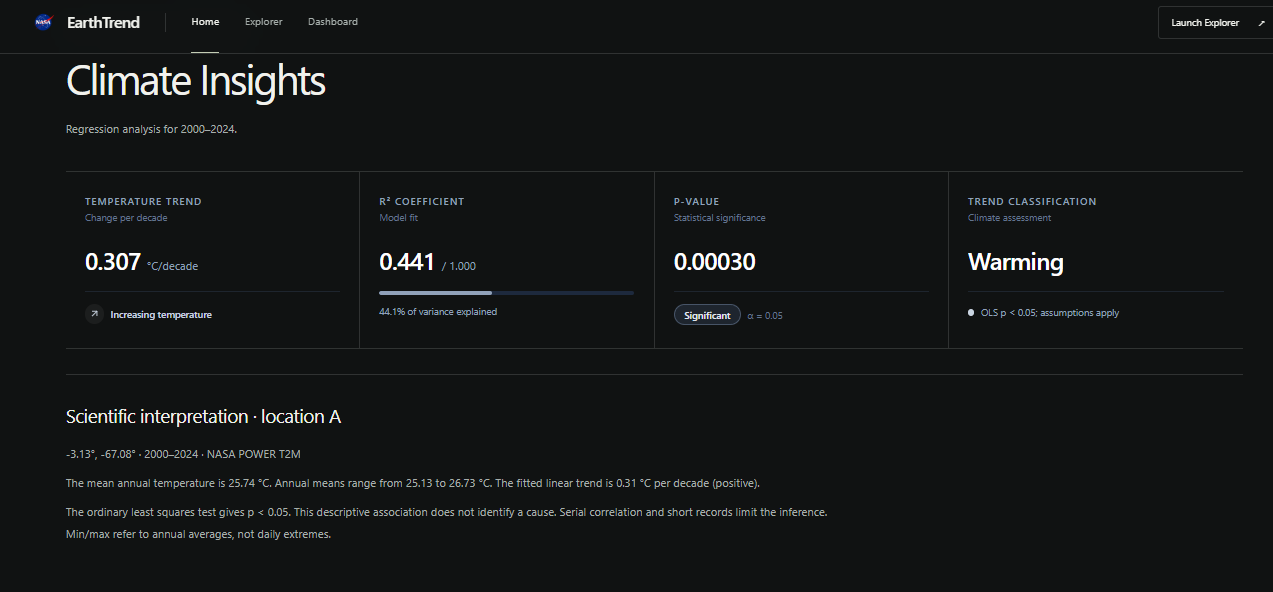 NASA
EarthTrend
Home
Explorer
Dashboard
Launch Explorer ↗
Climate Insights
Regression analysis for 2000–2024.
TEMPERATURE TREND
Change per decade
0.307 °C/decade
↗ Increasing temperature
R² COEFFICIENT
Model fit
0.441 / 1.000
44.1% of variance explained
P-VALUE
Statistical significance
0.00030
Significant α = 0.05
TREND CLASSIFICATION
Climate assessment
Warming
OLS p < 0.05; assumptions apply
Scientific interpretation · location A
-3.13°, -67.08° · 2000–2024 · NASA POWER T2M
The mean annual temperature is 25.74 °C. Annual means range from 25.13 to 26.73 °C. The fitted linear trend is 0.31 °C per decade (positive).
The ordinary least squares test gives p < 0.05. This descriptive association does not identify a cause. Serial correlation and short records limit the inference.
Min/max refer to annual averages, not daily extremes.